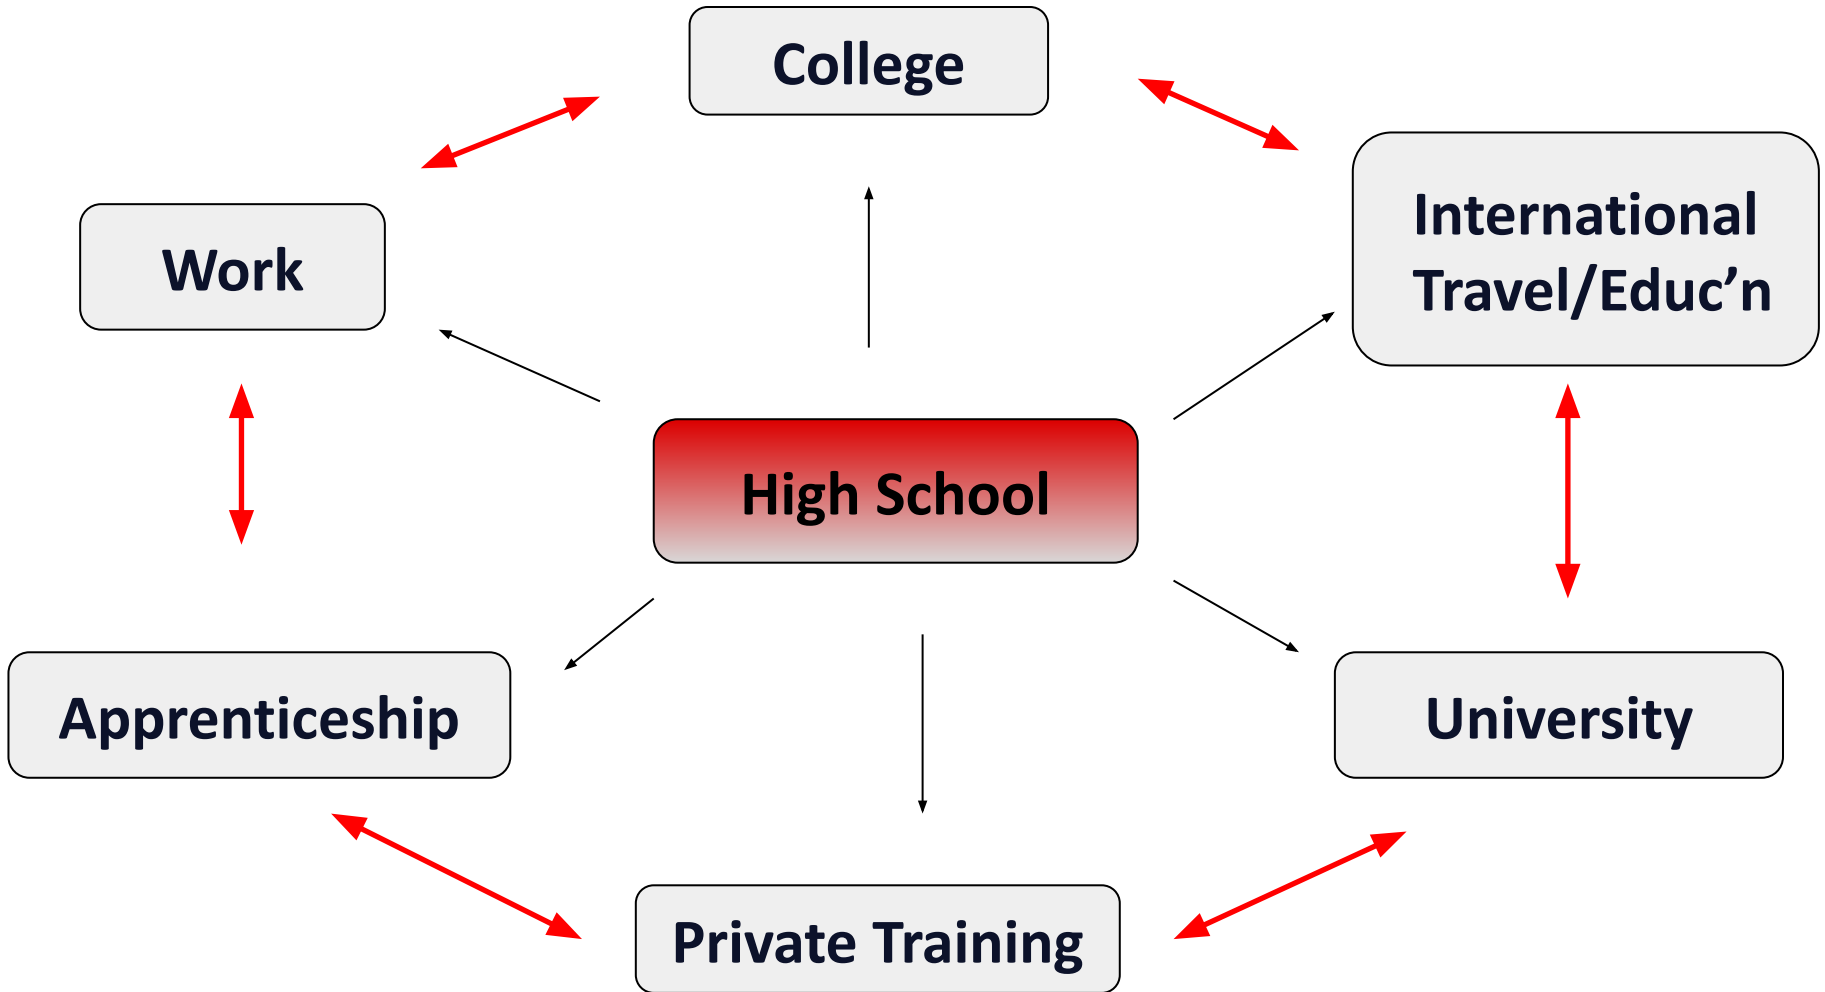 College
International
Travel/Educ’n
Work
High School
Apprenticeship
University
Private Training